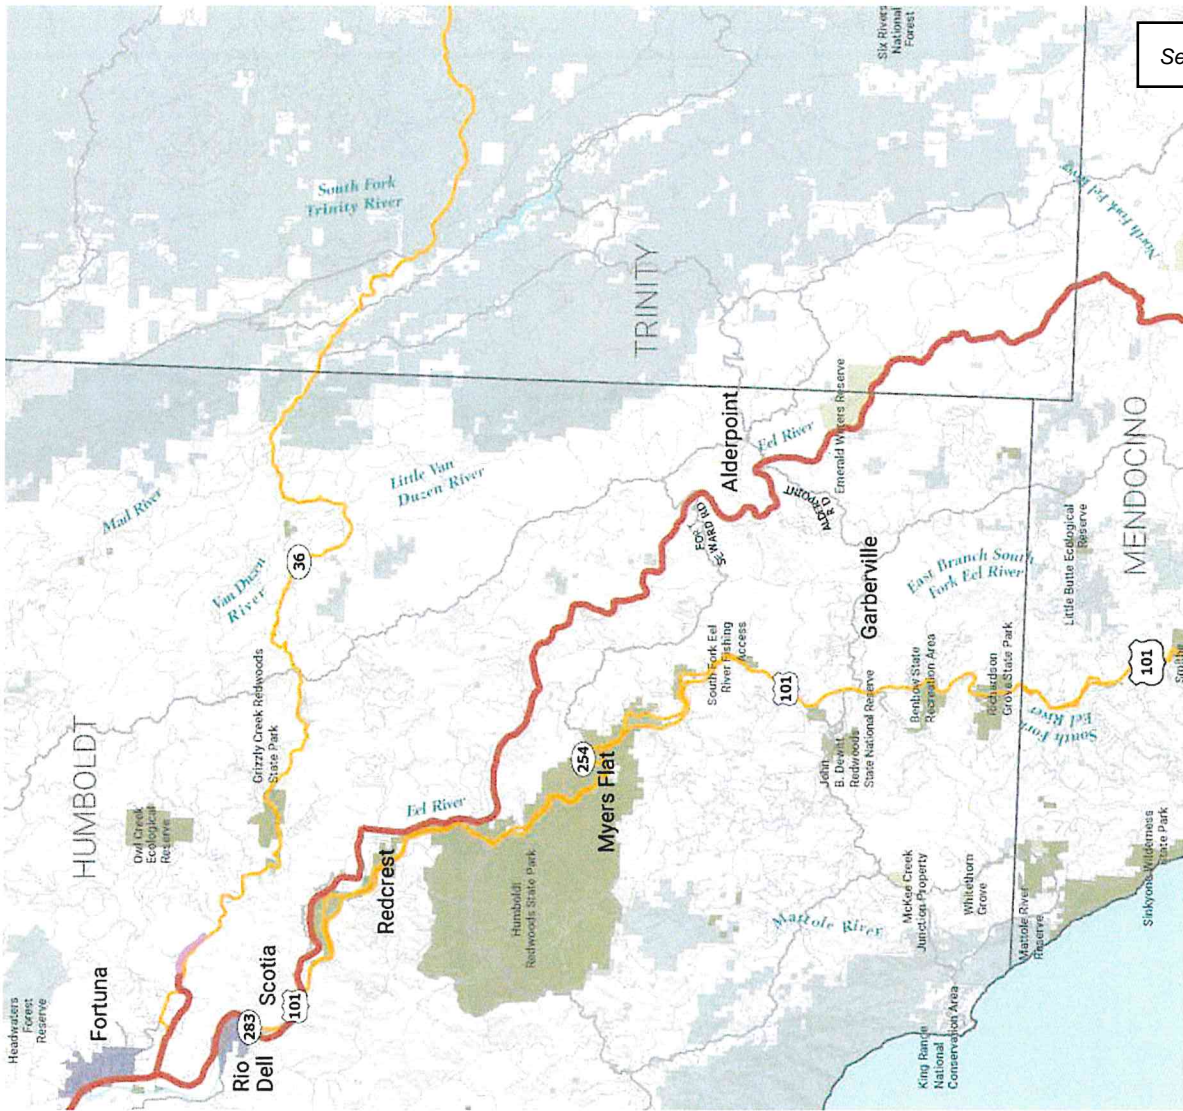 Headwaters
Forest
Reserve
Fortuna
HUMBOLDT
Owl Creek
Ecological
Reserve
Mad River
Van Duzen
River
Grizzly Creek Redwoods
State Park
36
Rio
Dell
283
Scotia
101
South Fork
Trinity River
Redcrest
Eel River
Little Van
Duzen River
Humboldt
Redwoods State Park
254
Myers Flat
TRINITY
FORT
SEWARD RD
Alderpoint
South Fork Eel
River Fishing
Access
101
Eel River
ALDERPOINT
RD
Mattole River
John
B. Dewitt
Redwoods
State National Reserve
Emerald Waters Reserve
Garberville
Six Rivers
National
Forest
McKee Creek
Junction Property
Benbow State
Recreation Area
East Branch South
Fork Eel River
King Range
National
Conservation Area
Whitethorn
Grove
Richardson
Grove State Park
Mattole River
Reserve
South Fork
Eel River
Little Butte Ecological
Reserve
North Fork Eel River
MENDOCINO
101
Sinkyone Wilderness
State Park
Se